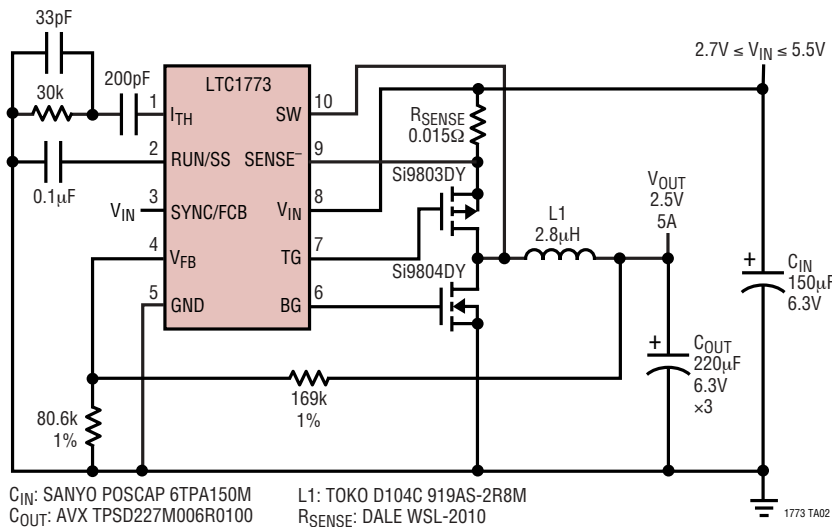 33pF
30k
200pF
0.1µF
VIN
LTC1773
1 ITH
2 RUN/SS
3 SYNC/FCB
4 VFB
5 GND
SW 10
SENSE– 9
VIN 8
TG 7
BG 6
RSENSE
0.015Ω
Si9803DY
Si9804DY
L1
2.8µH
2.7V ≤ VIN ≤ 5.5V
VOUT
2.5V
5A
+
CIN
150µF
6.3V
+
COUT
220µF
6.3V
×3
169k
1%
80.6k
1%
CIN: SANYO POSCAP 6TPA150M
COUT: AVX TPSD227M006R0100
L1: TOKO D104C 919AS-2R8M
RSENSE: DALE WSL-2010
1773 TA02